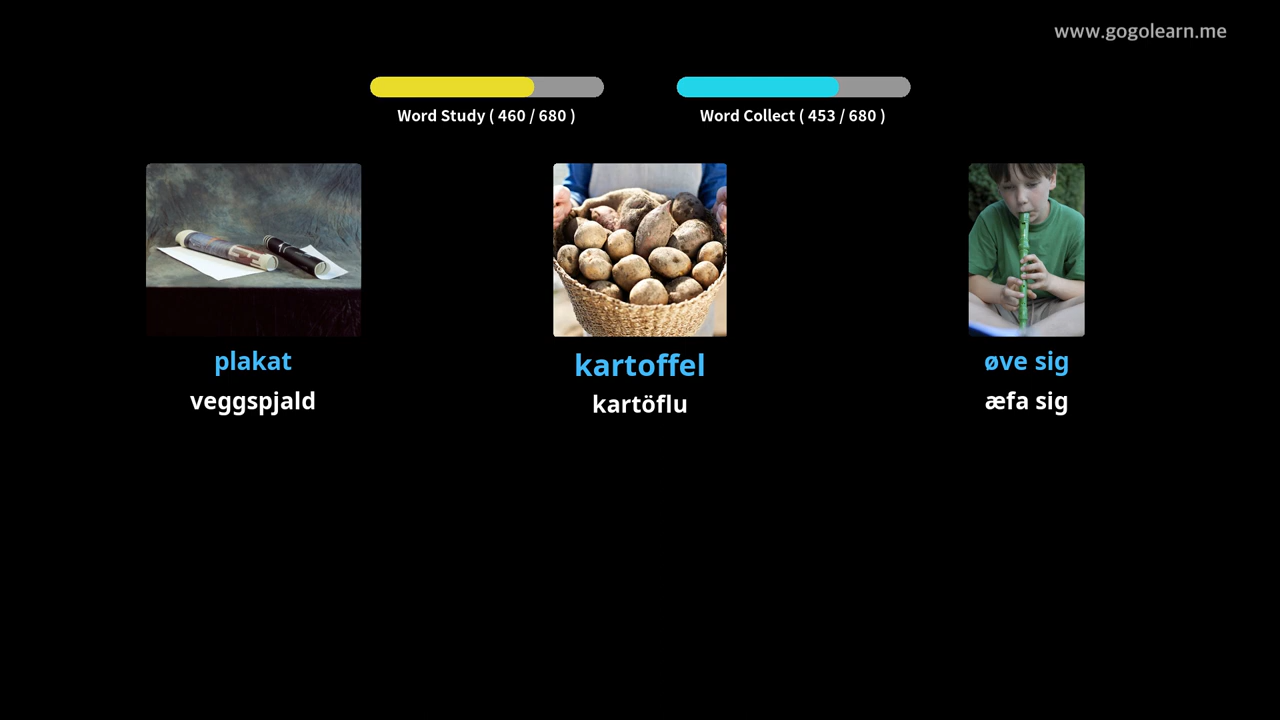 www.gogolearn.me
Word Study ( 460 / 680 )
Word Collect ( 453 / 680 )
plakat
veggspjald
kartoffel
kartöflu
øve sig
æfa sig